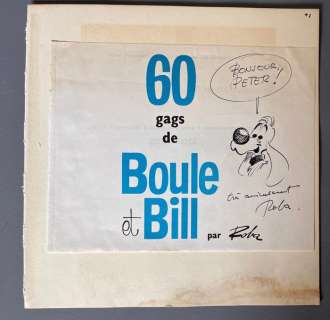 60
gags
de
Boule
et Bill
par Roba
BONJOUR,
PETER!
très amicalement
Roba.